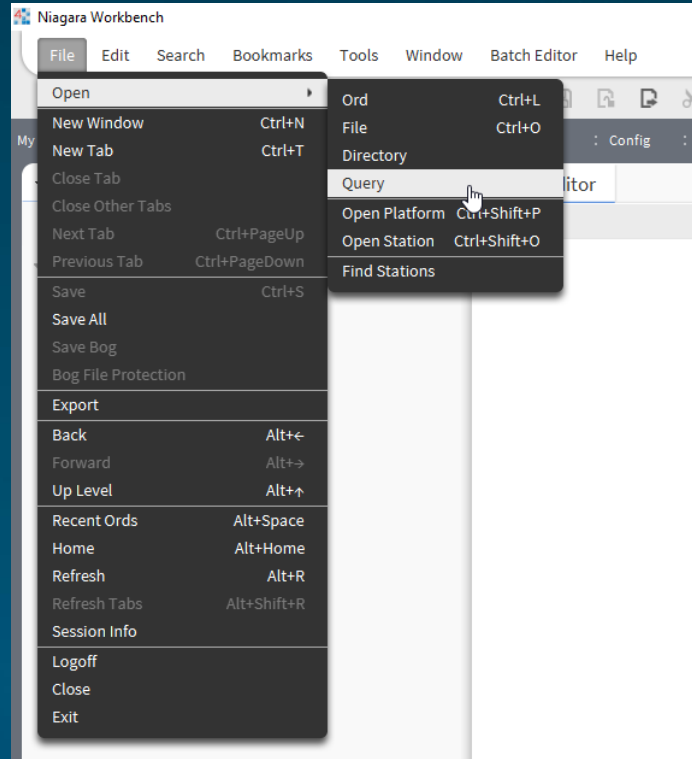 Niagara Workbench
File Edit Search Bookmarks Tools Window Batch Editor Help
My : Config :
itor
Open
New Window Ctrl+N
New Tab Ctrl+T
Close Tab
Close Other Tabs
Next Tab Ctrl+PageUp
Previous Tab Ctrl+PageDown
Save Ctrl+S
Save All
Save Bog
Bog File Protection
Export
Back Alt+←
Forward Alt+→
Up Level Alt+↑
Recent Ords Alt+Space
Home Alt+Home
Refresh Alt+R
Refresh Tabs Alt+Shift+R
Session Info
Logoff
Close
Exit
Ord Ctrl+L
File Ctrl+O
Directory
Query
Open Platform Ctrl+Shift+P
Open Station Ctrl+Shift+O
Find Stations